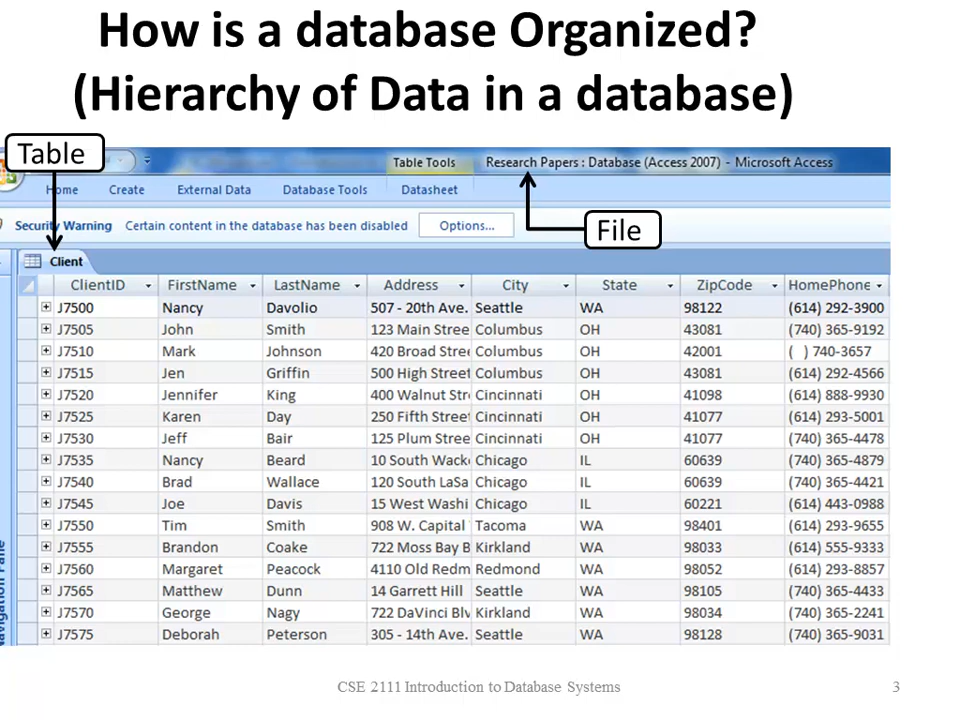 How is a database Organized?
(Hierarchy of Data in a database)
Table
Table Tools Research Papers : Database (Access 2007) - Microsoft Access
Home Create External Data Database Tools Datasheet
Security Warning Certain content in the database has been disabled Options...
File
Client
ClientID FirstName LastName Address City State ZipCode HomePhone
J7500 Nancy Davolio 507 - 20th Ave. Seattle WA 98122 (614) 292-3900
J7505 John Smith 123 Main Stree Columbus OH 43081 (740) 365-9192
J7510 Mark Johnson 420 Broad Stree Columbus OH 42001 ( ) 740-3657
J7515 Jen Griffin 500 High Street Columbus OH 43081 (614) 292-4566
J7520 Jennifer King 400 Walnut Str Cincinnati OH 41098 (614) 888-9930
J7525 Karen Day 250 Fifth Street Cincinnati OH 41077 (614) 293-5001
J7530 Jeff Bair 125 Plum Stree Cincinnati OH 41077 (740) 365-4478
J7535 Nancy Beard 10 South Wack Chicago IL 60639 (740) 365-4879
J7540 Brad Wallace 120 South LaSa Chicago IL 60639 (740) 365-4421
J7545 Joe Davis 15 West Washi Chicago IL 60221 (614) 443-0988
J7550 Tim Smith 908 W. Capital Tacoma WA 98401 (614) 293-9655
J7555 Brandon Coake 722 Moss Bay B Kirkland WA 98033 (614) 555-9333
J7560 Margaret Peacock 4110 Old Redm Redmond WA 98052 (614) 293-8857
J7565 Matthew Dunn 14 Garrett Hill Seattle WA 98105 (740) 365-4433
J7570 George Nagy 722 DaVinci Blv Kirkland WA 98034 (740) 365-2241
J7575 Deborah Peterson 305 - 14th Ave. Seattle WA 98128 (740) 365-9031
Navigation Pane
CSE 2111 Introduction to Database Systems 3